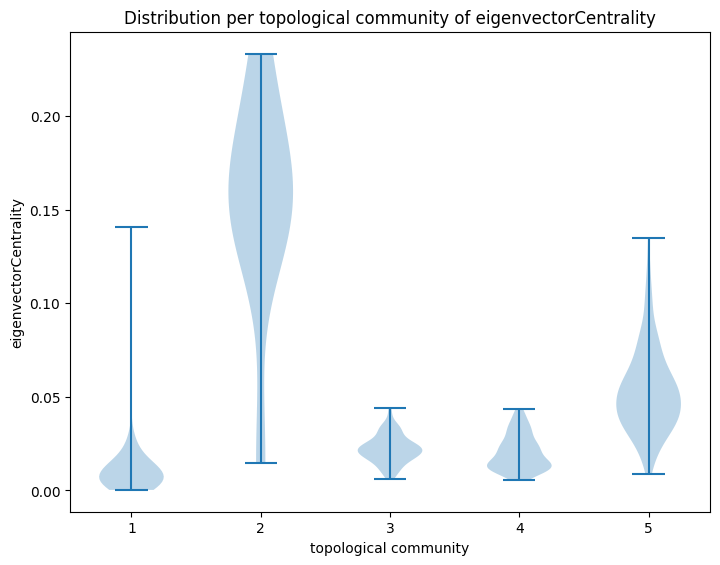 Distribution per topological community of eigenvectorCentrality
eigenvectorCentrality
0.20
0.15
0.10
0.05
0.00
1 2 3 4 5
topological community